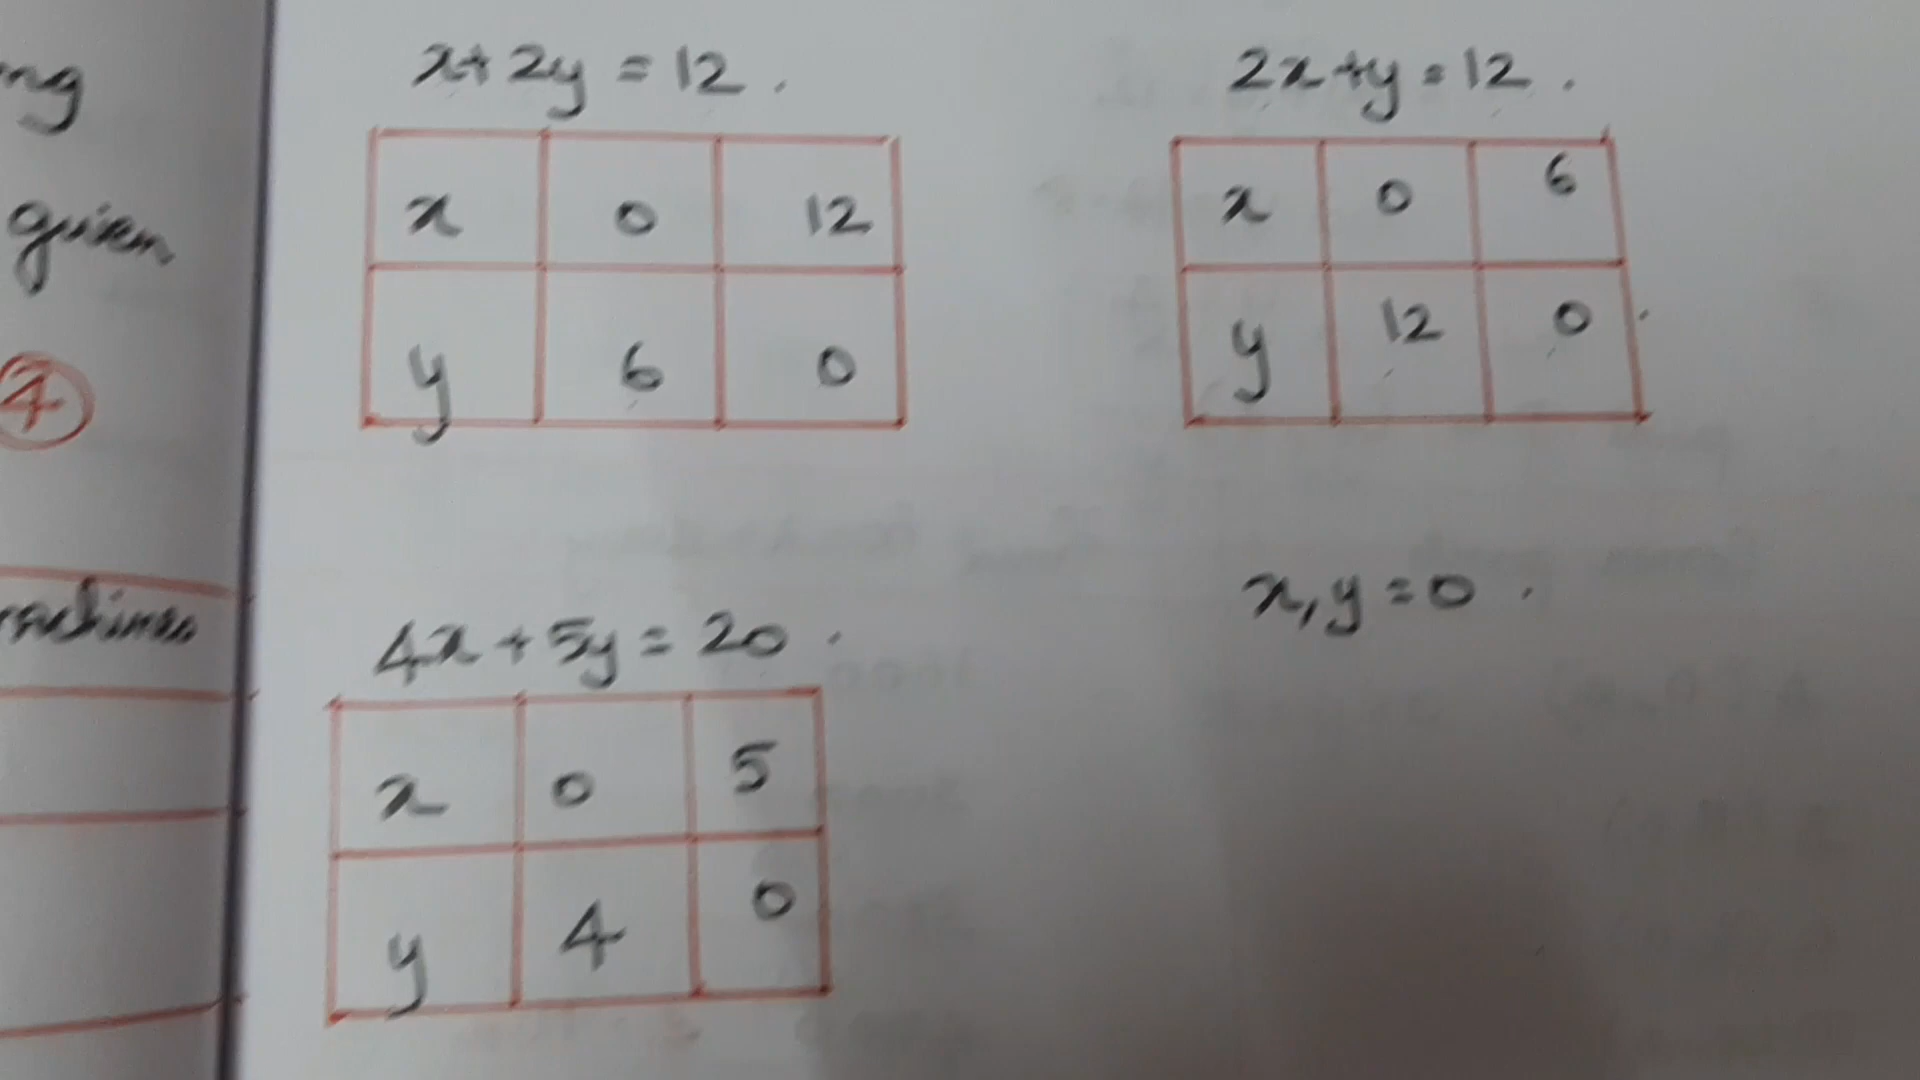 ng
given
4
x + 2y = 12.
x 0 12
y 6 0
2x + y = 12.
x 0 6
y 12 0
4x + 5y = 20.
x 0 5
y 4 0
x, y = 0.